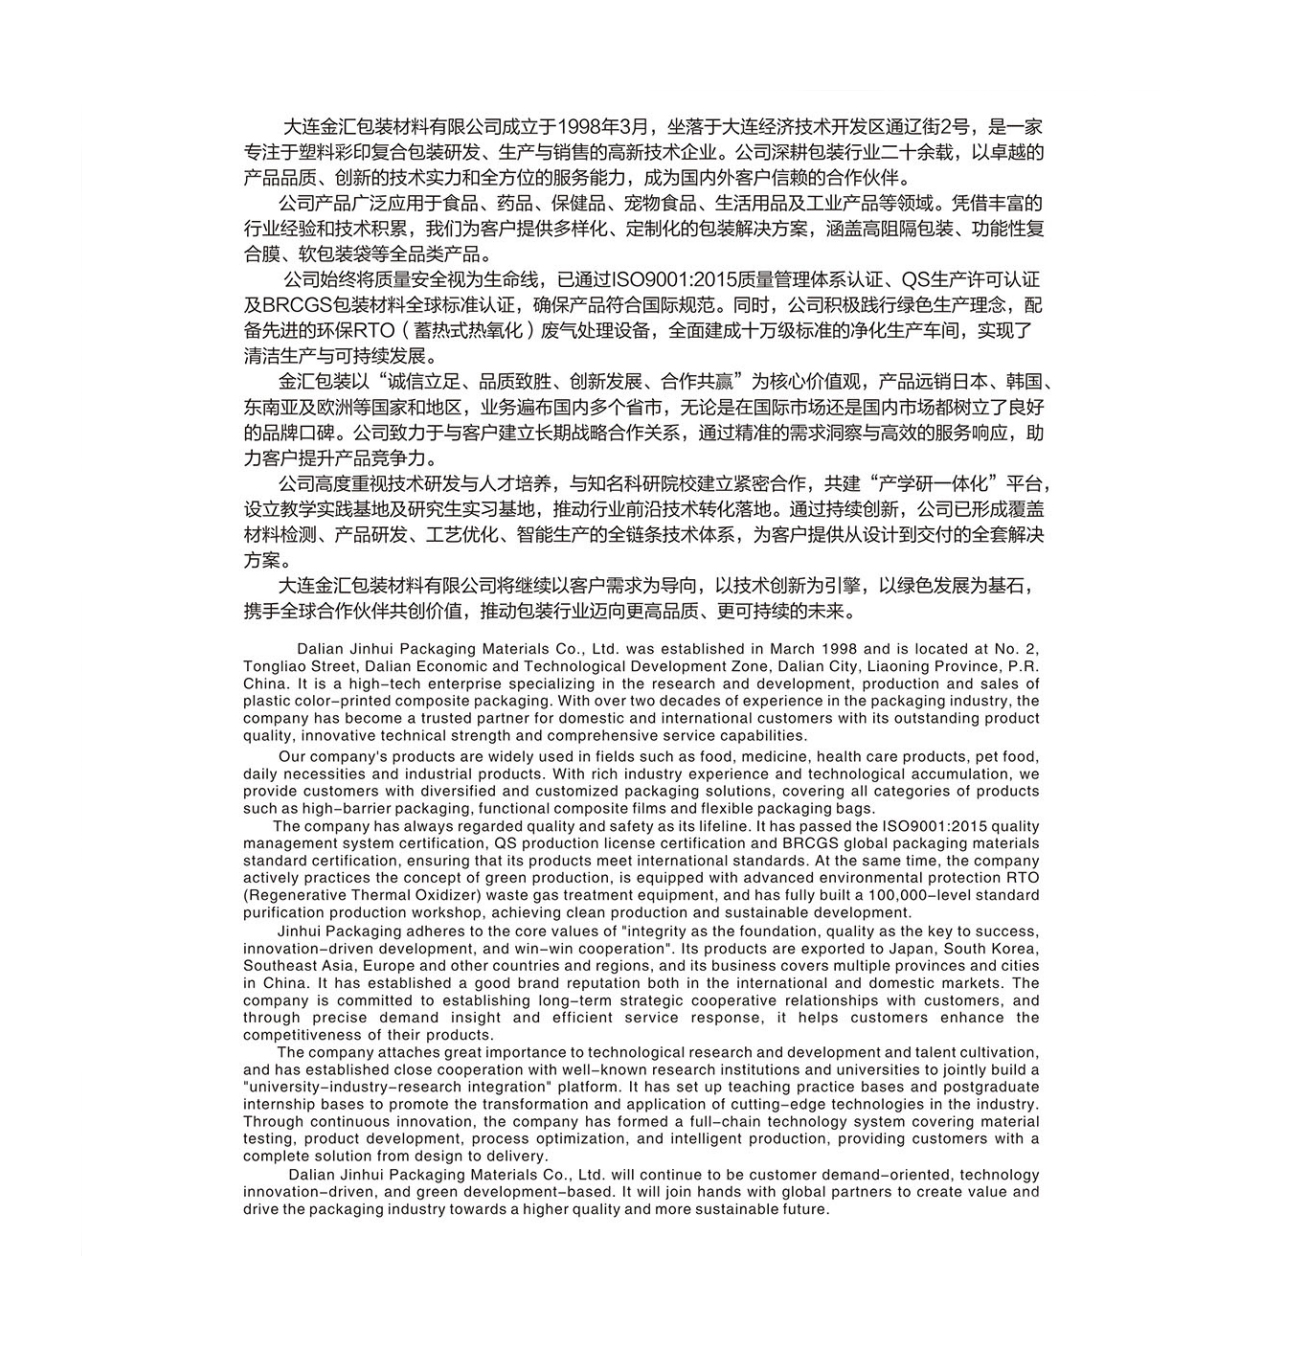 大连金汇包装材料有限公司成立于1998年3月，坐落于大连经济技术开发区通辽街2号，是一家
专注于塑料彩印复合包装研发、生产与销售的高新技术企业。公司深耕包装行业二十余载，以卓越的
产品品质、创新的技术实力和全方位的服务能力，成为国内外客户信赖的合作伙伴。
公司产品广泛应用于食品、药品、保健品、宠物食品、生活用品及工业产品等领域。凭借丰富的
行业经验和技术积累，我们为客户提供多样化、定制化的包装解决方案，涵盖高阻隔包装、功能性复
合膜、软包装袋等全品类产品。
公司始终将质量安全视为生命线，已通过ISO9001:2015质量管理体系认证、QS生产许可认证
及BRCGS包装材料全球标准认证，确保产品符合国际规范。同时，公司积极践行绿色生产理念，配
备先进的环保RTO（蓄热式热氧化）废气处理设备，全面建成十万级标准的净化生产车间，实现了
清洁生产与可持续发展。
金汇包装以“诚信立足、品质致胜、创新发展、合作共赢”为核心价值观，产品远销日本、韩国、
东南亚及欧洲等国家和地区，业务遍布国内多个省市，无论是在国际市场还是国内市场都树立了良好
的品牌口碑。公司致力于与客户建立长期战略合作关系，通过精准的需求洞察与高效的服务响应，助
力客户提升产品竞争力。
公司高度重视技术研发与人才培养，与知名科研院校建立紧密合作，共建“产学研一体化”平台，
设立教学实践基地及研究生实习基地，推动行业前沿技术转化落地。通过持续创新，公司已形成覆盖
材料检测、产品研发、工艺优化、智能生产的全链条技术体系，为客户提供从设计到交付的全套解决
方案。
大连金汇包装材料有限公司将继续以客户需求为导向，以技术创新为引擎，以绿色发展为基石，
携手全球合作伙伴共创价值，推动包装行业迈向更高品质、更可持续的未来。
Dalian Jinhui Packaging Materials Co., Ltd. was established in March 1998 and is located at No. 2,
Tongliao Street, Dalian Economic and Technological Development Zone, Dalian City, Liaoning Province, P.R.
China. It is a high-tech enterprise specializing in the research and development, production and sales of
plastic color-printed composite packaging. With over two decades of experience in the packaging industry, the
company has become a trusted partner for domestic and international customers with its outstanding product
quality, innovative technical strength and comprehensive service capabilities.
Our company's products are widely used in fields such as food, medicine, health care products, pet food,
daily necessities and industrial products. With rich industry experience and technological accumulation, we
provide customers with diversified and customized packaging solutions, covering all categories of products
such as high-barrier packaging, functional composite films and flexible packaging bags.
The company has always regarded quality and safety as its lifeline. It has passed the ISO9001:2015 quality
management system certification, QS production license certification and BRCGS global packaging materials
standard certification, ensuring that its products meet international standards. At the same time, the company
actively practices the concept of green production, is equipped with advanced environmental protection RTO
(Regenerative Thermal Oxidizer) waste gas treatment equipment, and has fully built a 100,000-level standard
purification production workshop, achieving clean production and sustainable development.
Jinhui Packaging adheres to the core values of "integrity as the foundation, quality as the key to success,
innovation-driven development, and win-win cooperation". Its products are exported to Japan, South Korea,
Southeast Asia, Europe and other countries and regions, and its business covers multiple provinces and cities
in China. It has established a good brand reputation both in the international and domestic markets. The
company is committed to establishing long-term strategic cooperative relationships with customers, and
through precise demand insight and efficient service response, it helps customers enhance the
competitiveness of their products.
The company attaches great importance to technological research and development and talent cultivation,
and has established close cooperation with well-known research institutions and universities to jointly build a
"university-industry-research integration" platform. It has set up teaching practice bases and postgraduate
internship bases to promote the transformation and application of cutting-edge technologies in the industry.
Through continuous innovation, the company has formed a full-chain technology system covering material
testing, product development, process optimization, and intelligent production, providing customers with a
complete solution from design to delivery.
Dalian Jinhui Packaging Materials Co., Ltd. will continue to be customer demand-oriented, technology
innovation-driven, and green development-based. It will join hands with global partners to create value and
drive the packaging industry towards a higher quality and more sustainable future.